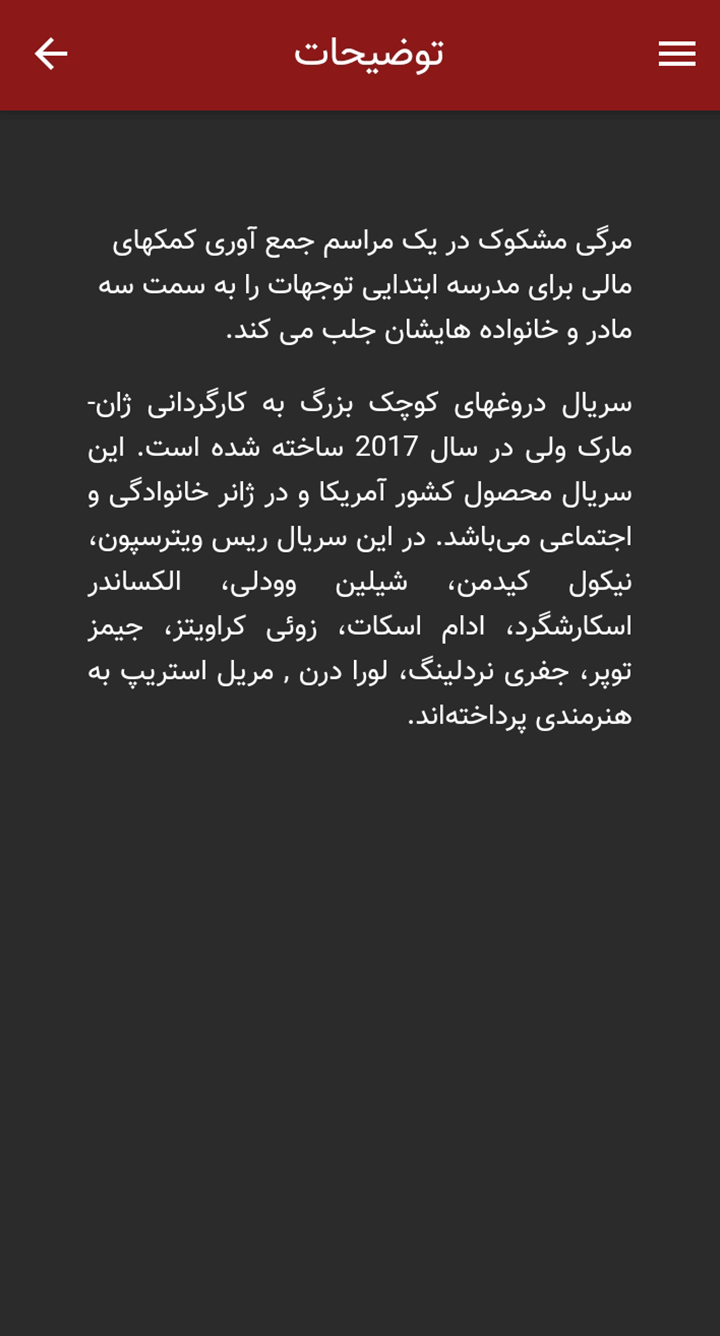 توضیحات
مرگی مشکوک در یک مراسم جمع آوری کمکهای
مالی برای مدرسه ابتدایی توجهات را به سمت سه
مادر و خانواده هایشان جلب می کند.
سریال دروغهای کوچک بزرگ به کارگردانی ژان-
مارک ولی در سال 2017 ساخته شده است. این
سریال محصول کشور آمریکا و در ژانر خانوادگی و
اجتماعی می‌باشد. در این سریال ریس ویترسپون،
نیکول کیدمن، شیلین وودلی، الکساندر
اسکارشگرد، ادام اسکات، زوئی کراویتز، جیمز
توپر، جفری نردلینگ، لورا درن , مریل استریپ به
هنرمندی پرداخته‌اند.